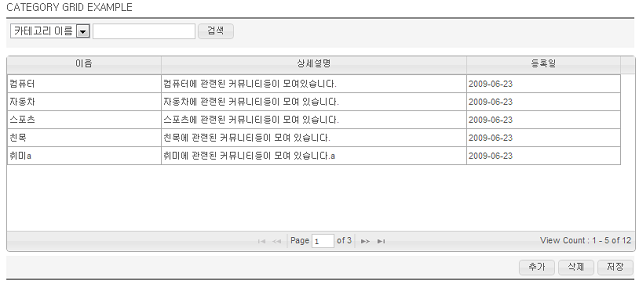 CATEGORY GRID EXAMPLE
카테고리 이름 검색
이음 상세설명 등록일
컴퓨터 컴퓨터에 관련된 커뮤니티들이 모여있습니다. 2009-06-23
자동차 자동차에 관련된 커뮤니티들이 모여 있습니다. 2009-06-23
스포츠 스포츠에 관련된 커뮤니티들이 모여 있습니다. 2009-06-23
친목 친목에 관련된 커뮤니티들이 모여 있습니다. 2009-06-23
취미a 취미에 관련된 커뮤니티들이 모여 있습니다.a 2009-06-23
Page 1 of 3 View Count : 1 - 5 of 12
추가 삭제 저장